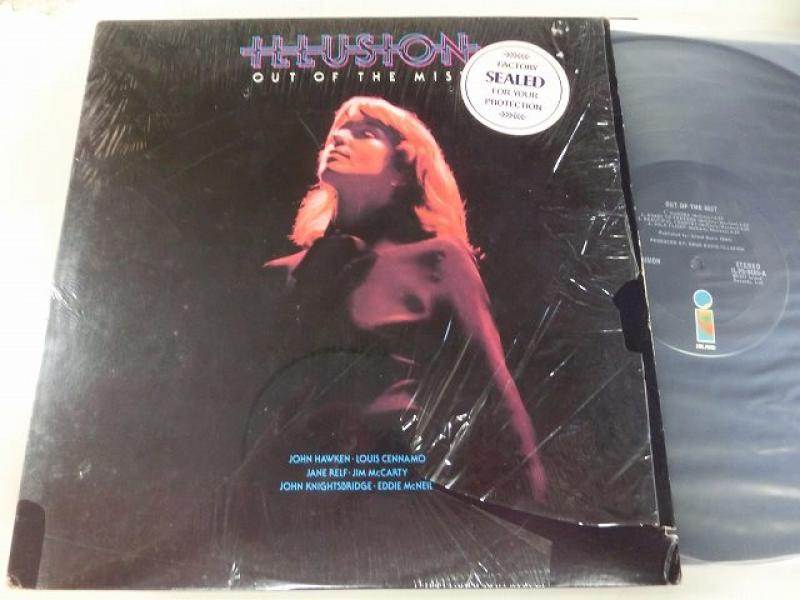 ILLUSION
OUT OF THE MIST
FACTORY
SEALED
FOR YOUR
PROTECTION
JOHN HAWKEN · LOUIS CENNAMO
JANE RELF · JIM McCARTY
JOHN KNIGHTSBRIDGE · EDDIE McNEIL
OUT OF THE MIST
STEREO
ISLAND